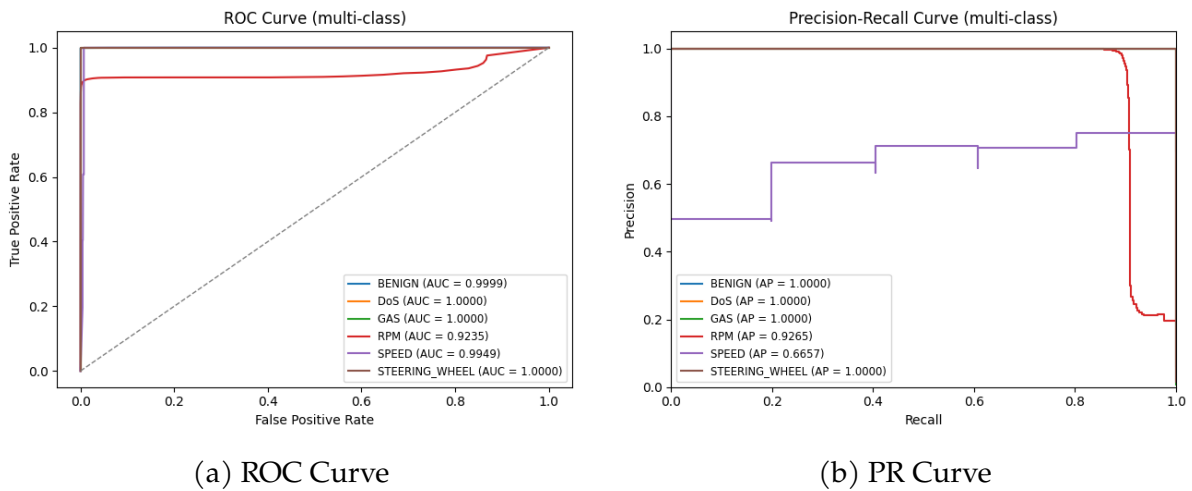 ROC Curve (multi-class)
True Positive Rate
1.0
0.8
0.6
0.4
0.2
0.0
BENIGN (AUC = 0.9999)
DoS (AUC = 1.0000)
GAS (AUC = 1.0000)
RPM (AUC = 0.9235)
SPEED (AUC = 0.9949)
STEERING_WHEEL (AUC = 1.0000)
0.0 0.2 0.4 0.6 0.8 1.0
False Positive Rate
(a) ROC Curve
Precision-Recall Curve (multi-class)
Precision
1.0
0.8
0.6
0.4
0.2
0.0
BENIGN (AP = 1.0000)
DoS (AP = 1.0000)
GAS (AP = 1.0000)
RPM (AP = 0.9265)
SPEED (AP = 0.6657)
STEERING_WHEEL (AP = 1.0000)
0.0 0.2 0.4 0.6 0.8 1.0
Recall
(b) PR Curve